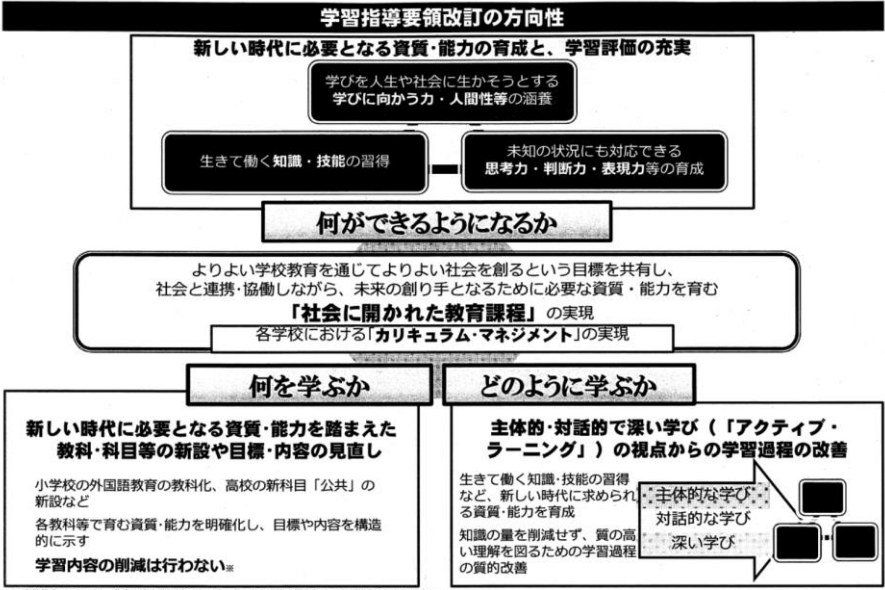 学習指導要領改訂の方向性
新しい時代に必要となる資質・能力の育成と、学習評価の充実
学びを人生や社会に生かそうとする
学びに向かう力・人間性等の涵養
生きて働く知識・技能の習得
未知の状況にも対応できる
思考力・判断力・表現力等の育成
何ができるようになるか
よりよい学校教育を通じてよりよい社会を創るという目標を共有し、
社会と連携・協働しながら、未来の創り手となるために必要な資質・能力を育む
「社会に開かれた教育課程」の実現
各学校における「カリキュラム・マネジメント」の実現
何を学ぶか
新しい時代に必要となる資質・能力を踏まえた
教科・科目等の新設や目標・内容の見直し
小学校の外国語教育の教科化、高校の新科目「公共」の
新設など
各教科等で育む資質・能力を明確化し、目標や内容を構造
的に示す
学習内容の削減は行わない※
どのように学ぶか
主体的・対話的で深い学び(「アクティブ・
ラーニング」)の視点からの学習過程の改善
生きて働く知識・技能の習得
など、新しい時代に求められ
る資質・能力を育成
知識の量を削減せず、質の高
い理解を図るための学習過程
の質的改善
主体的な学び
対話的な学び
深い学び